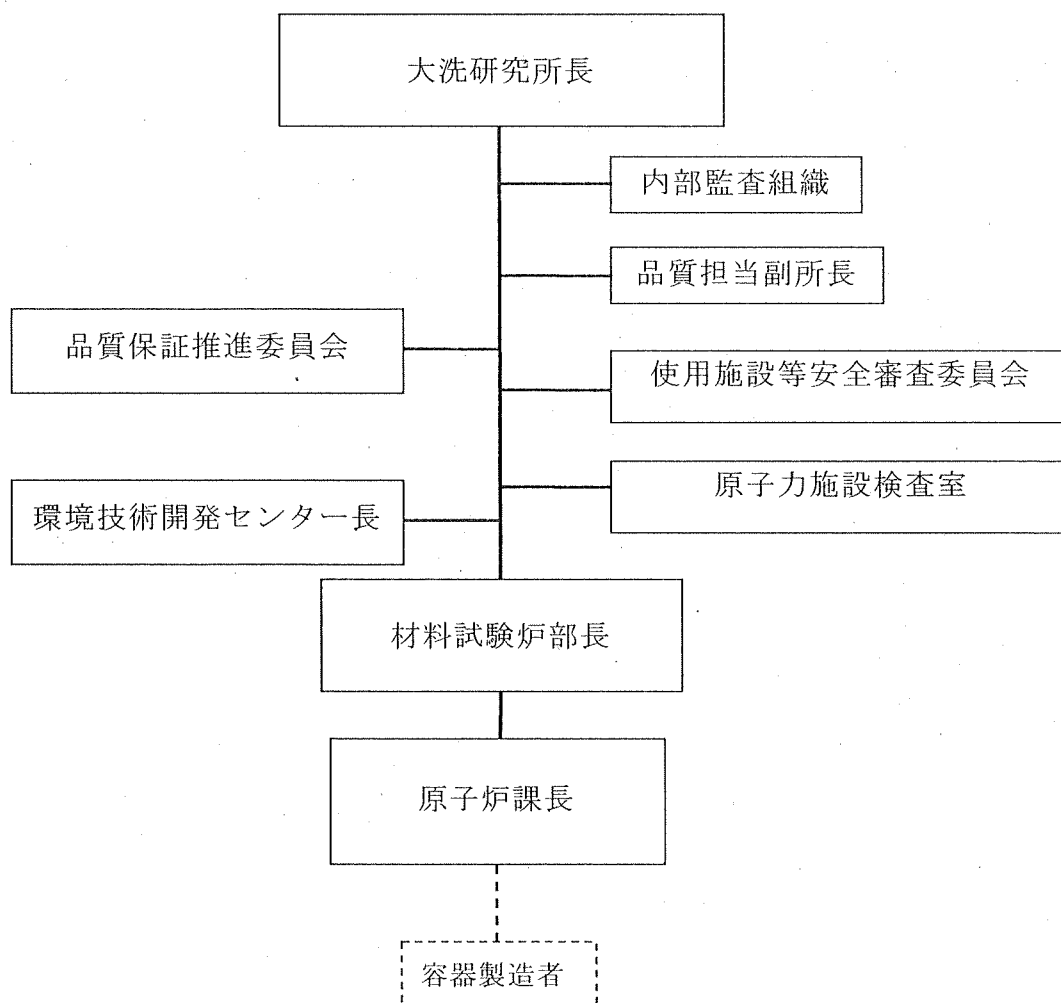 大洗研究所長
内部監査組織
品質担当副所長
品質保証推進委員会
使用施設等安全審査委員会
原子力施設検査室
環境技術開発センター長
材料試験炉部長
原子炉課長
容器製造者